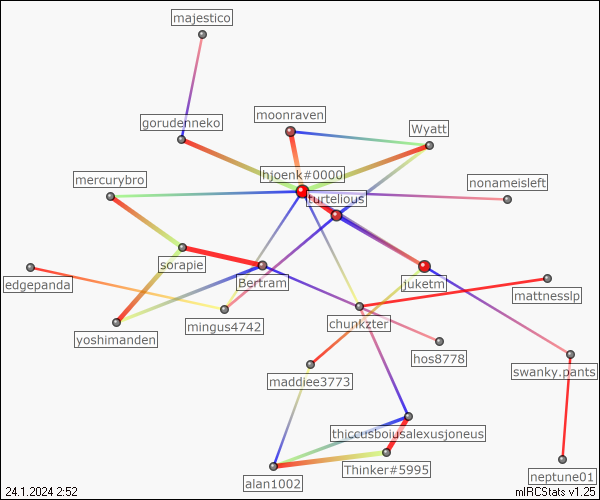 majestico
moonraven
gorudenneko
Wyatt
hjoenk#0000
mercurybro
nonameisleft
turtelious
sorapie
edgepanda
Bertram
juketm
mattnesslp
mingus4742
chunkzter
yoshimanden
hos8778
swanky.pants
maddiee3773
thiccusboiusalexusjoneus
Thinker#5995
neptune01
alan1002
24.1.2024 2:52
mIRCStats v1.25